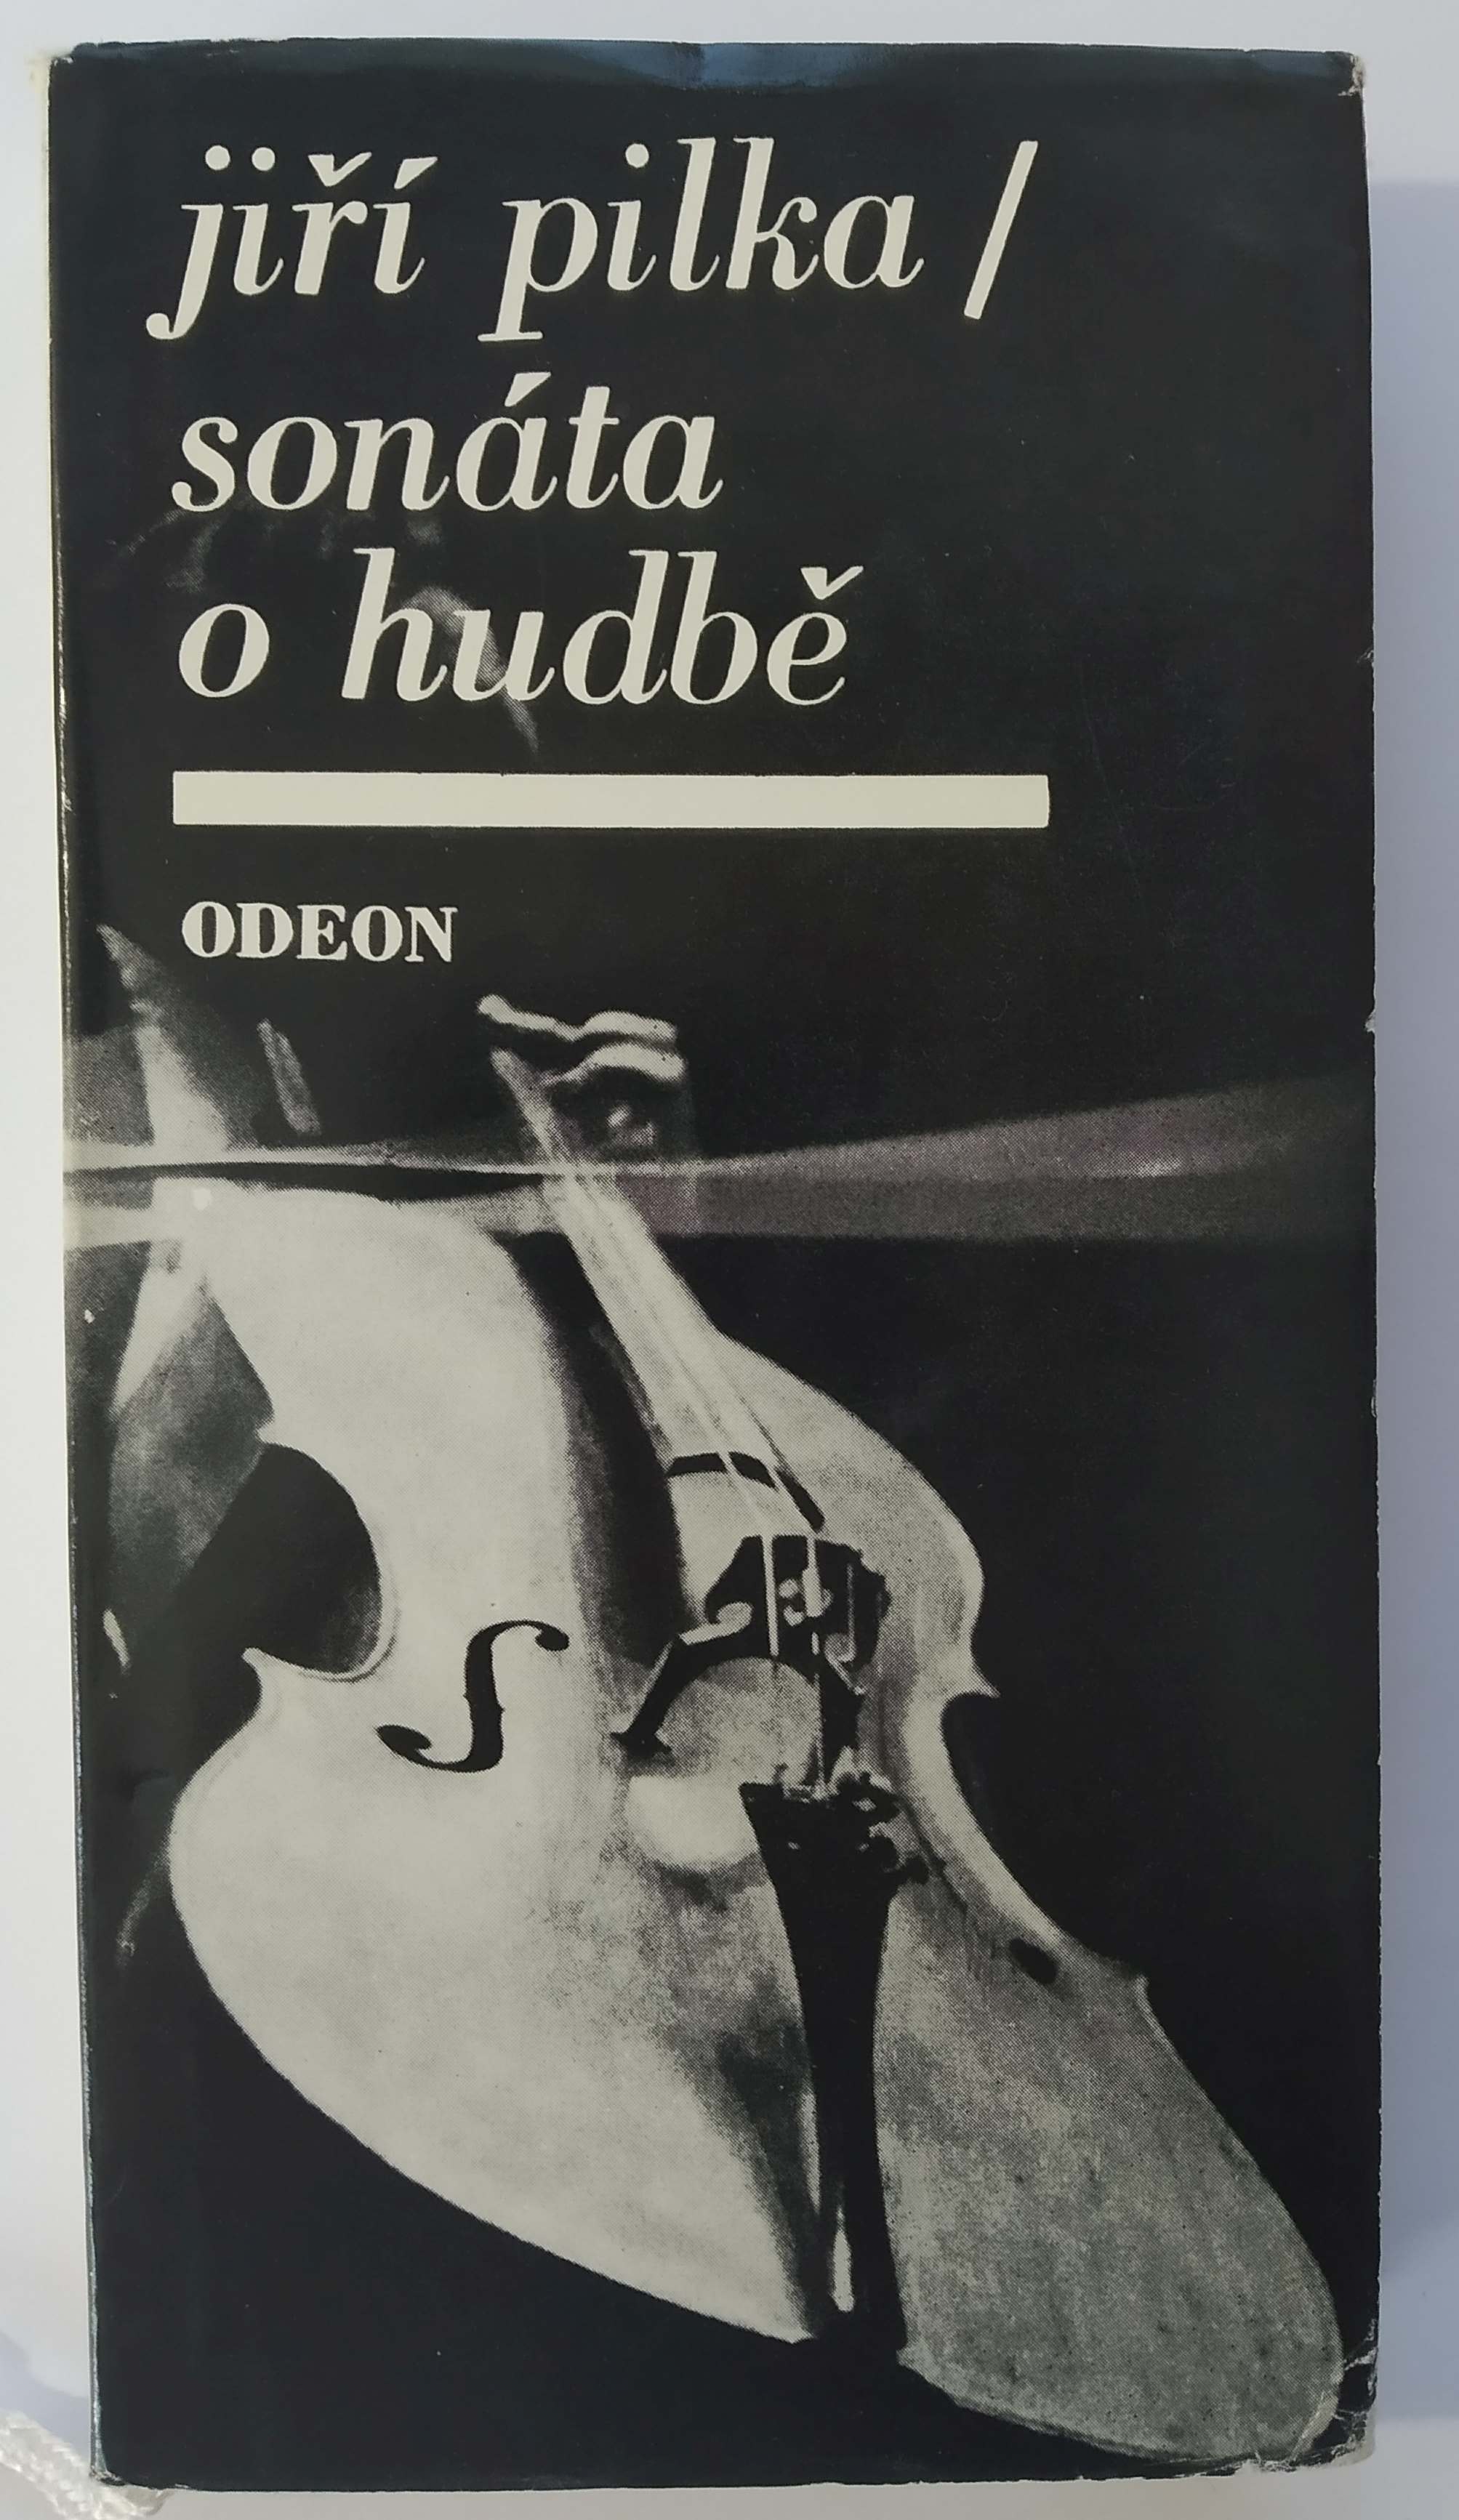 jiří pilka /
sonáta
o hudbě
ODEON